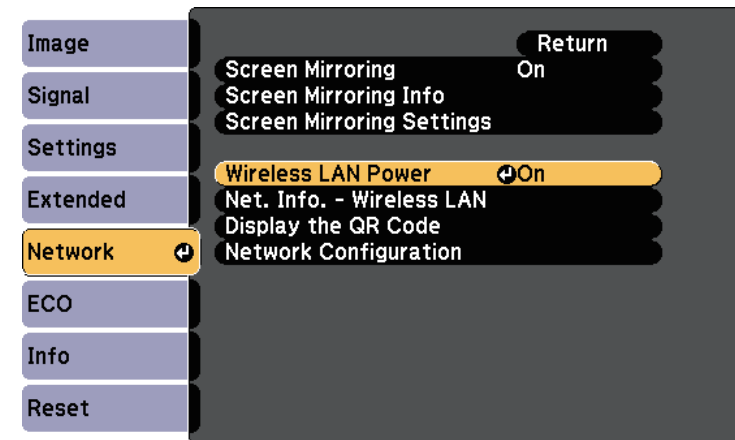 Image
Signal
Settings
Extended
Network
ECO
Info
Reset
Return
Screen Mirroring On
Screen Mirroring Info
Screen Mirroring Settings
Wireless LAN Power On
Net. Info. - Wireless LAN
Display the QR Code
Network Configuration